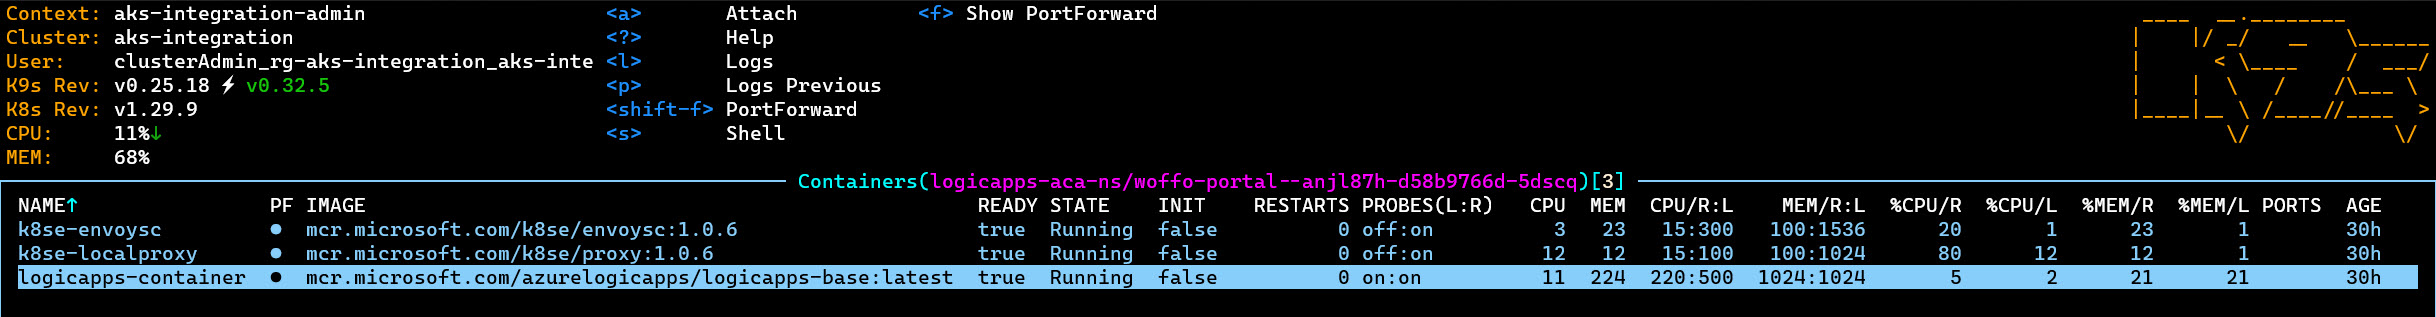 Context: aks-integration-admin <a> Attach <f> Show PortForward
Cluster: aks-integration <?> Help
User: clusterAdmin_rg-aks-integration_aks-inte <l> Logs
K9s Rev: v0.25.18 ⚡ v0.32.5 <p> Logs Previous
K8s Rev: v1.29.9 <shift-f> PortForward
CPU: 11%↓ <s> Shell
MEM: 68%
Containers(logicapps-aca-ns/woffo-portal--anjl87h-d58b9766d-5dscq)[3]
NAME↑ PF IMAGE READY STATE INIT RESTARTS PROBES(L:R) CPU MEM CPU/R:L MEM/R:L %CPU/R %CPU/L %MEM/R %MEM/L PORTS AGE
k8se-envoysc ● mcr.microsoft.com/k8se/envoysc:1.0.6 true Running false 0 off:on 3 23 15:300 100:1536 20 1 23 1 30h
k8se-localproxy ● mcr.microsoft.com/k8se/proxy:1.0.6 true Running false 0 off:on 12 12 15:100 100:1024 80 12 12 1 30h
logicapps-container ● mcr.microsoft.com/azurelogicapps/logicapps-base:latest true Running false 0 on:on 11 224 220:500 1024:1024 5 2 21 21 30h